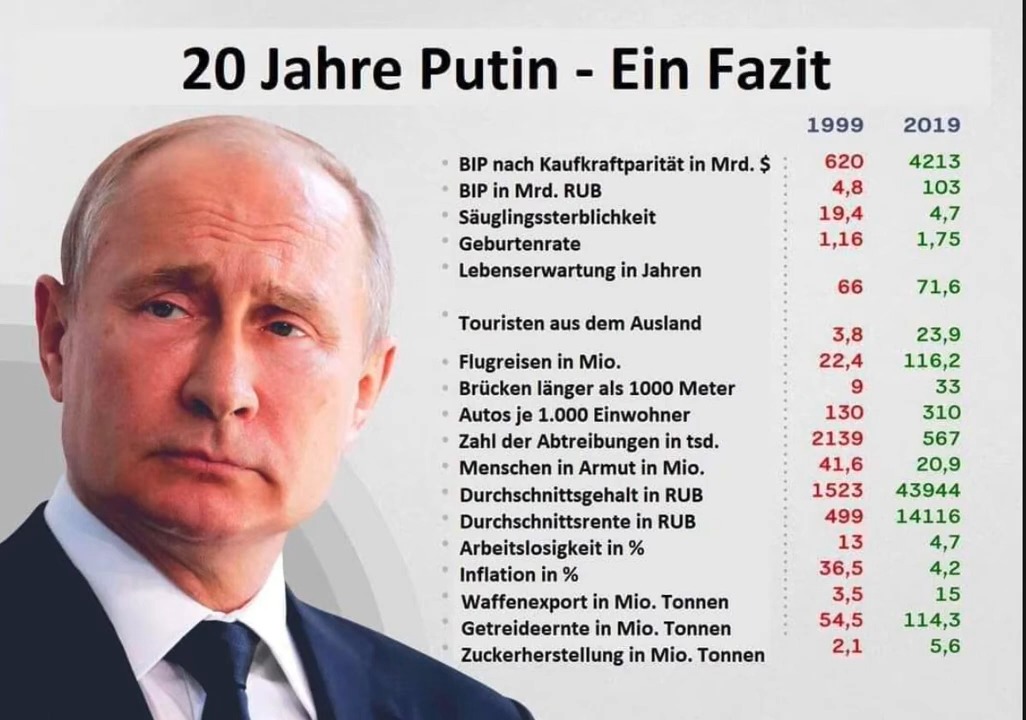 20 Jahre Putin - Ein Fazit
1999 2019
BIP nach Kaufkraftparität in Mrd. $ 620 4213
BIP in Mrd. RUB 4,8 103
Säuglingssterblichkeit 19,4 4,7
Geburtenrate 1,16 1,75
Lebenserwartung in Jahren 66 71,6
Touristen aus dem Ausland 3,8 23,9
Flugreisen in Mio. 22,4 116,2
Brücken länger als 1000 Meter 9 33
Autos je 1.000 Einwohner 130 310
Zahl der Abtreibungen in tsd. 2139 567
Menschen in Armut in Mio. 41,6 20,9
Durchschnittsgehalt in RUB 1523 43944
Durchschnittsrente in RUB 499 14116
Arbeitslosigkeit in % 13 4,7
Inflation in % 36,5 4,2
Waffenexport in Mio. Tonnen 3,5 15
Getreideernte in Mio. Tonnen 54,5 114,3
Zuckerherstellung in Mio. Tonnen 2,1 5,6